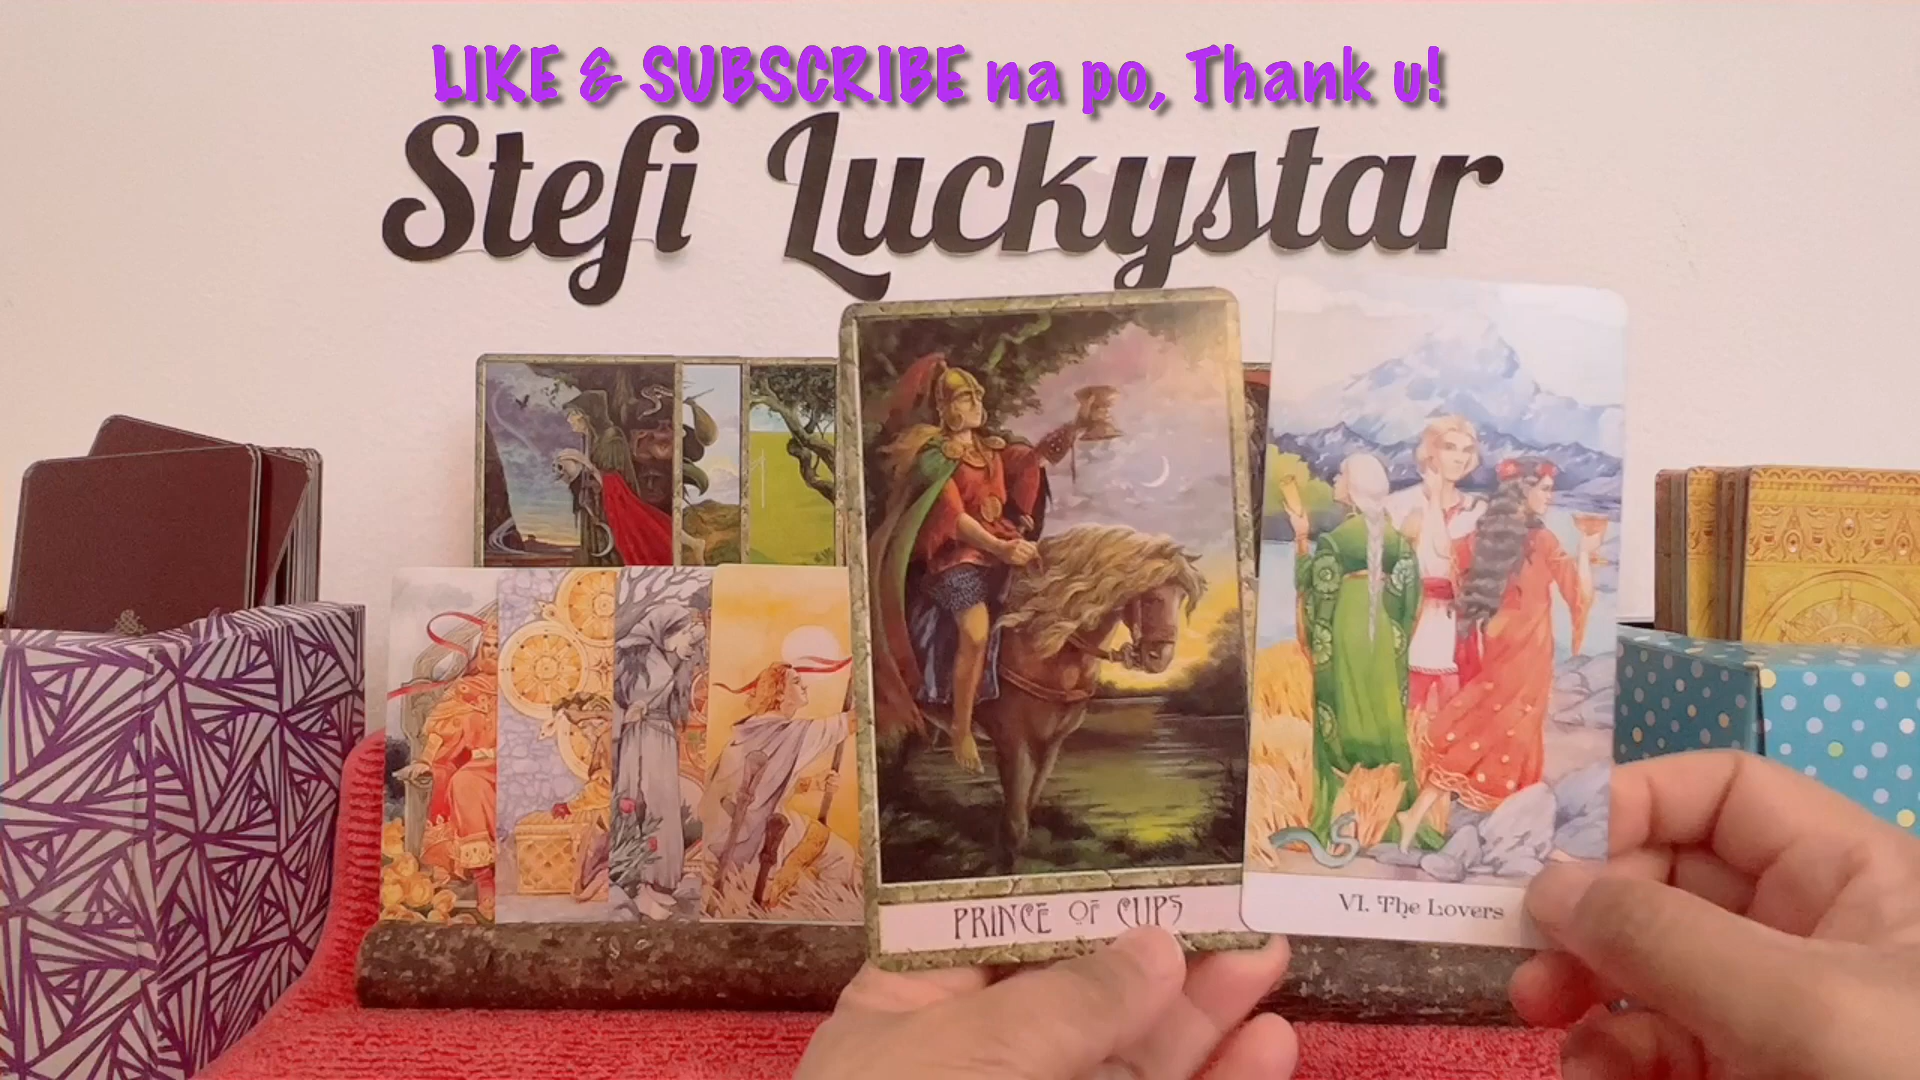 LIKE & SUBSCRIBE na po, Thank u!
Stefi Luckystar
PRINCE OF CUPS
VI. The Lovers